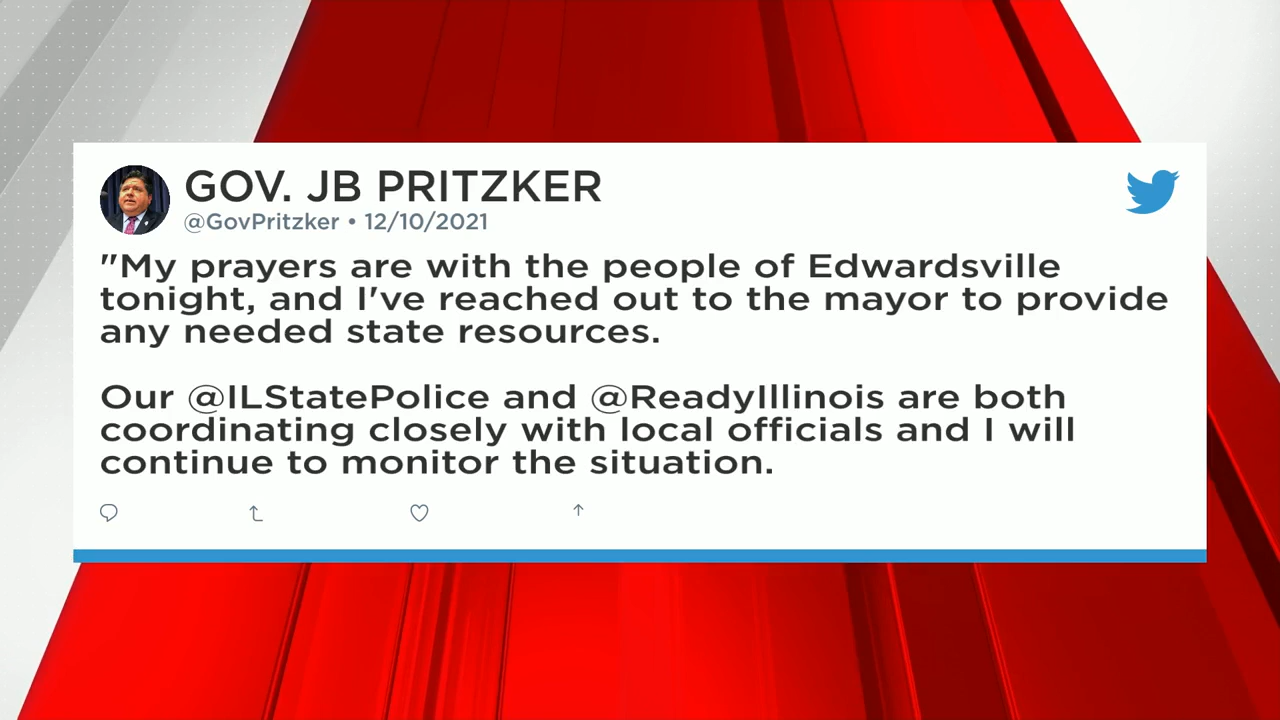 GOV. JB PRITZKER
@GovPritzker • 12/10/2021
"My prayers are with the people of Edwardsville
tonight, and I've reached out to the mayor to provide
any needed state resources.
Our @ILStatePolice and @ReadyIllinois are both
coordinating closely with local officials and I will
continue to monitor the situation.